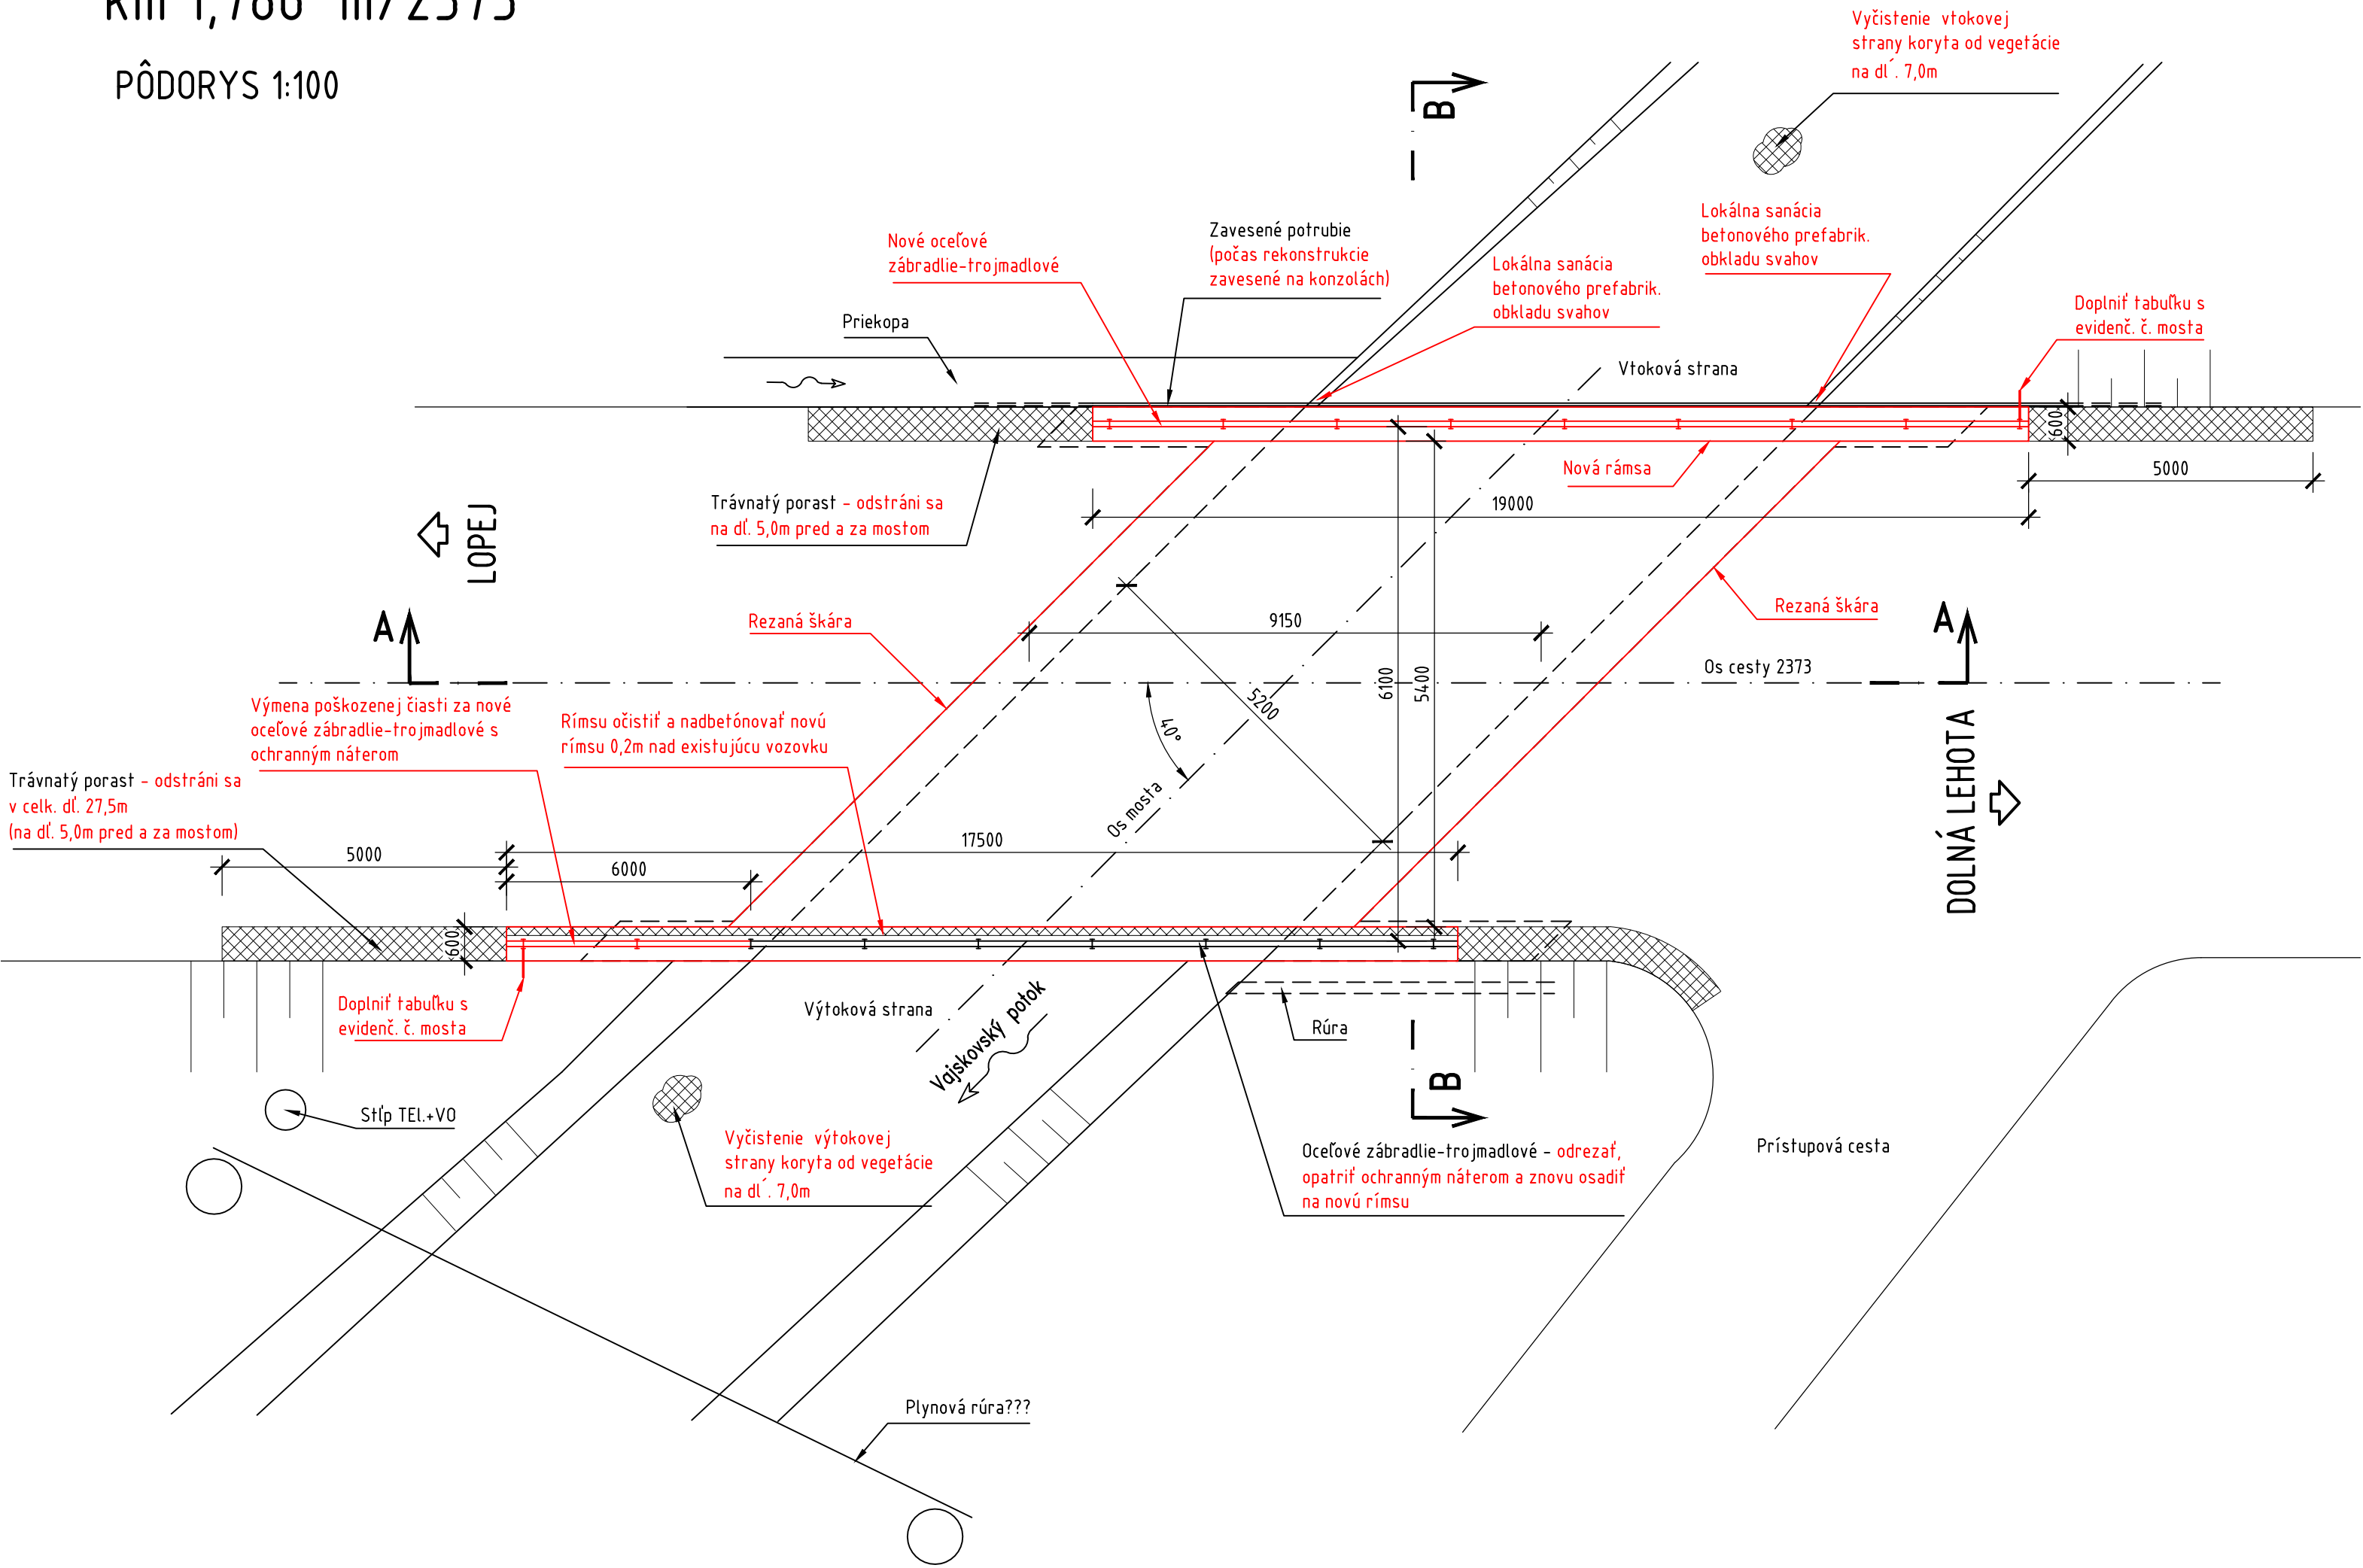 PÔDORYS 1:100
Vyčistenie vtokovej
strany koryta od vegetácie
na dĺ. 7,0m
B
Nové oceľové
zábradlie-trojmadlové
Zavesené potrubie
(počas rekonstrukcie
zavesené na konzolách)
Lokálna sanácia
betonového prefabrik.
obkladu svahov
Lokálna sanácia
betonového prefabrik.
obkladu svahov
Doplniť tabuľku s
evidenč. č. mosta
Priekopa
Vtoková strana
600
Nová rámsa
5000
19000
Trávnatý porast - odstráni sa
na dľ. 5,0m pred a za mostom
LOPEJ
A
Rezaná škára
9150
Rezaná škára
A
Os cesty 2373
6100
5400
5200
40°
Os mosta
DOLNÁ LEHOTA
Výmena poškozenej čiasti za nové
oceľové zábradlie-trojmadlové s
ochranným náterom
Rímsu očistiť a nadbetónovať novú
rímsu 0,2m nad existujúcu vozovku
Trávnatý porast - odstráni sa
v celk. dľ. 27,5m
(na dľ. 5,0m pred a za mostom)
17500
5000
6000
600
Doplniť tabuľku s
evidenč. č. mosta
Výtoková strana
Vajskovský potok
Rúra
B
Stľp TEl.+VO
Vyčistenie výtokovej
strany koryta od vegetácie
na dĺ. 7,0m
Oceľové zábradlie-trojmadlové - odrezať,
opatriť ochranným náterom a znovu osadiť
na novú rímsu
Prístupová cesta
Plynová rúra???